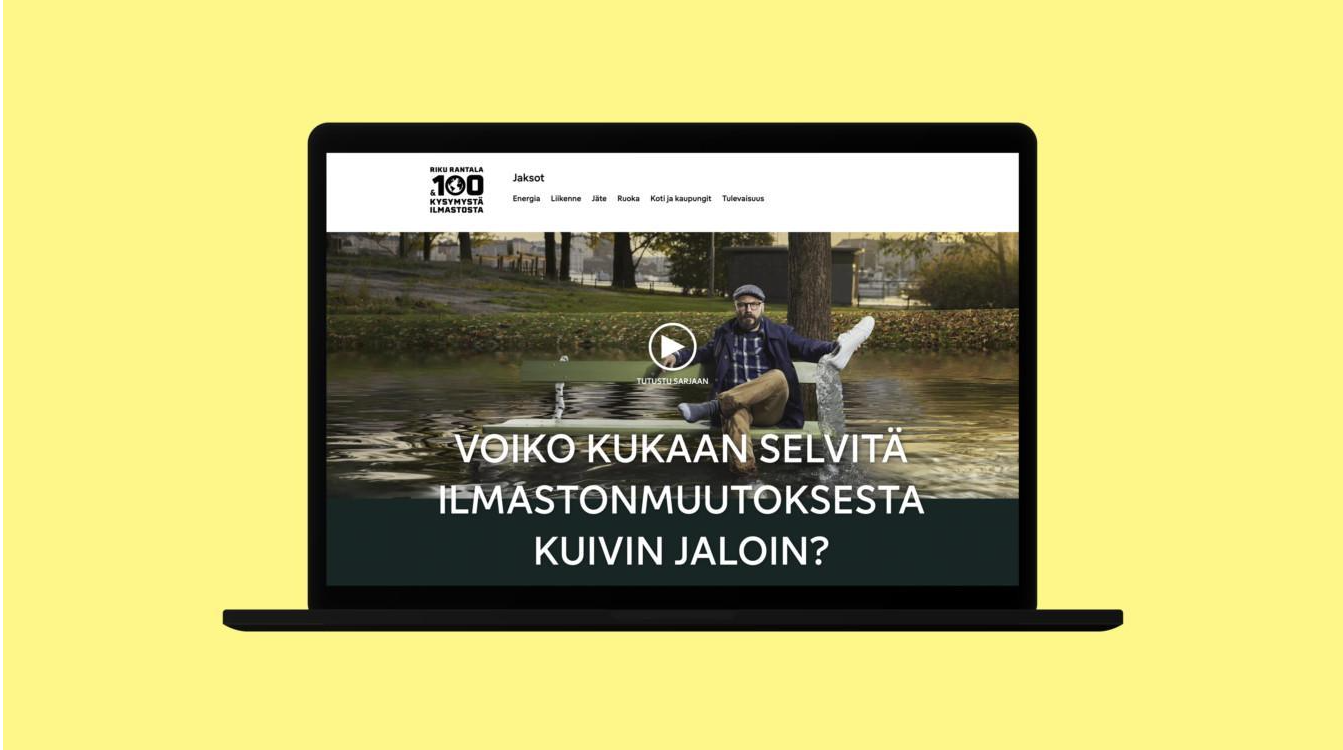 RIKU RANTALA
&100
KYSYMYSTÄ
ILMASTOSTA
Jaksot
Energia Liikenne Jäte Ruoka Koti ja kaupungit Tulevaisuus
TUTUSTU SARJAAN
VOIKO KUKAAN SELVITÄ
ILMASTONMUUTOKSESTA
KUIVIN JALOIN?